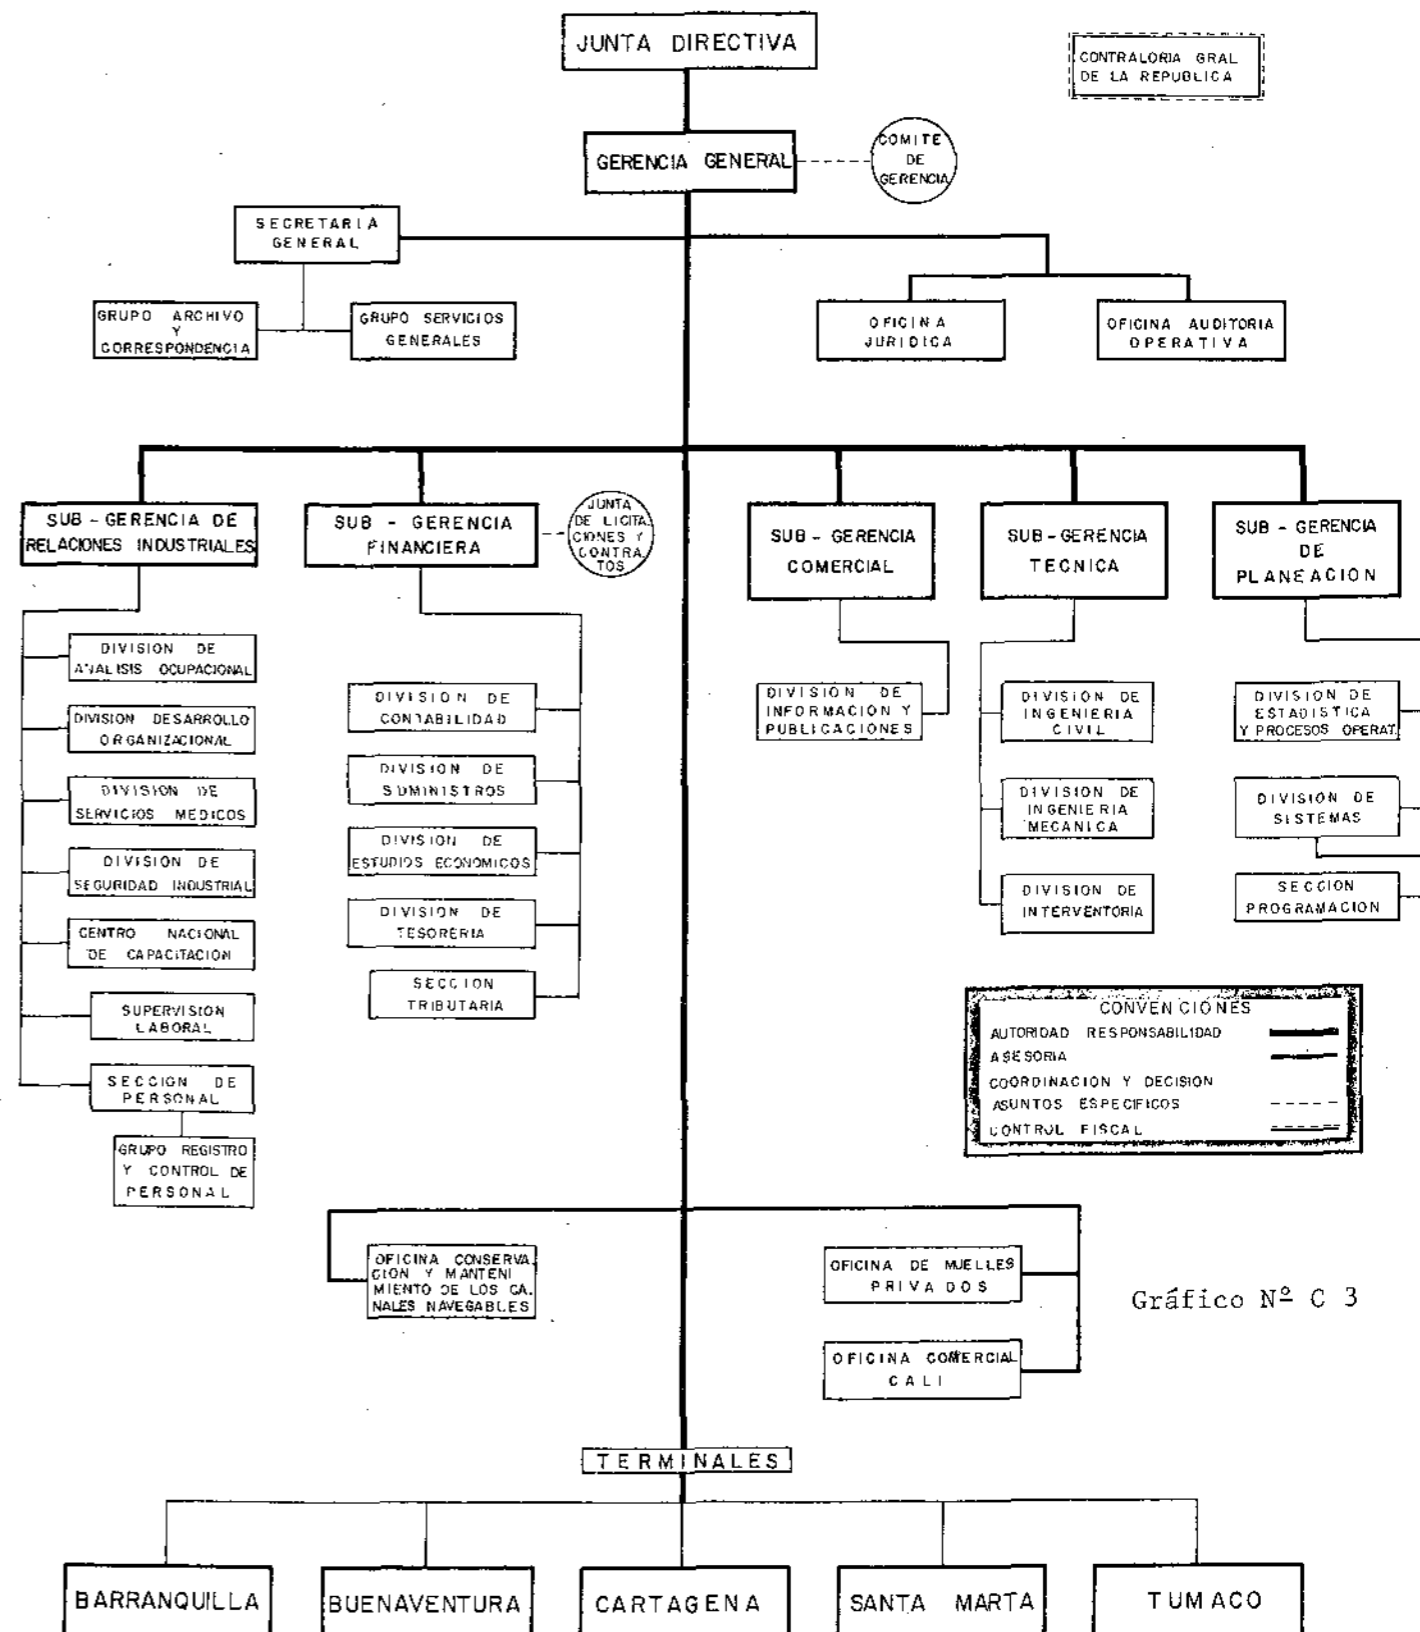 JUNTA DIRECTIVA
CONTRALORIA GRAL
DE LA REPUBLICA
GERENCIA GENERAL
COMITE
DE
GERENCIA
SECRETARIA
GENERAL
GRUPO ARCHIVO
Y
CORRESPONDENCIA
GRUPO SERVICIOS
GENERALES
OFICINA
JURIDICA
OFICINA AUDITORIA
OPERATIVA
SUB - GERENCIA DE
RELACIONES INDUSTRIALES
SUB - GERENCIA
FINANCIERA
JUNTA
DE LICITA
CIONES Y
CONTRA
TOS
SUB - GERENCIA
COMERCIAL
SUB - GERENCIA
TECNICA
SUB - GERENCIA
DE
PLANEACION
DIVISION DE
ANALISIS OCUPACIONAL
DIVISION DESARROLLO
ORGANIZACIONAL
DIVISION DE
SERVICIOS MEDICOS
DIVISION DE
SEGURIDAD INDUSTRIAL
CENTRO NACIONAL
DE CAPACITACION
SUPERVISION
LABORAL
SECCION DE
PERSONAL
GRUPO REGISTRO
Y CONTROL DE
PERSONAL
DIVISION DE
CONTABILIDAD
DIVISION DE
SUMINISTROS
DIVISION DE
ESTUDIOS ECONOMICOS
DIVISION DE
TESORERIA
SECCION
TRIBUTARIA
DIVISION DE
INFORMACION Y
PUBLICACIONES
DIVISION DE
INGENIERIA
CIVIL
DIVISION DE
INGENIERIA
MECANICA
DIVISION DE
INTERVENTORIA
DIVISION DE
ESTADISTICA
Y PROCESOS OPERAT.
DIVISION DE
SISTEMAS
SECCION
PROGRAMACION
CONVENCIONES
AUTORIDAD RESPONSABILIDAD
ASESORIA
COORDINACION Y DECISION
ASUNTOS ESPECIFICOS
CONTROL FISCAL
OFICINA CONSERVA
CION Y MANTENI
MIENTO DE LOS CA.
NALES NAVEGABLES
OFICINA DE MUELLES
PRIVADOS
OFICINA COMERCIAL
CALI
Gráfico Nº C 3
TERMINALES
BARRANQUILLA
BUENAVENTURA
CARTAGENA
SANTA MARTA
TUMACO